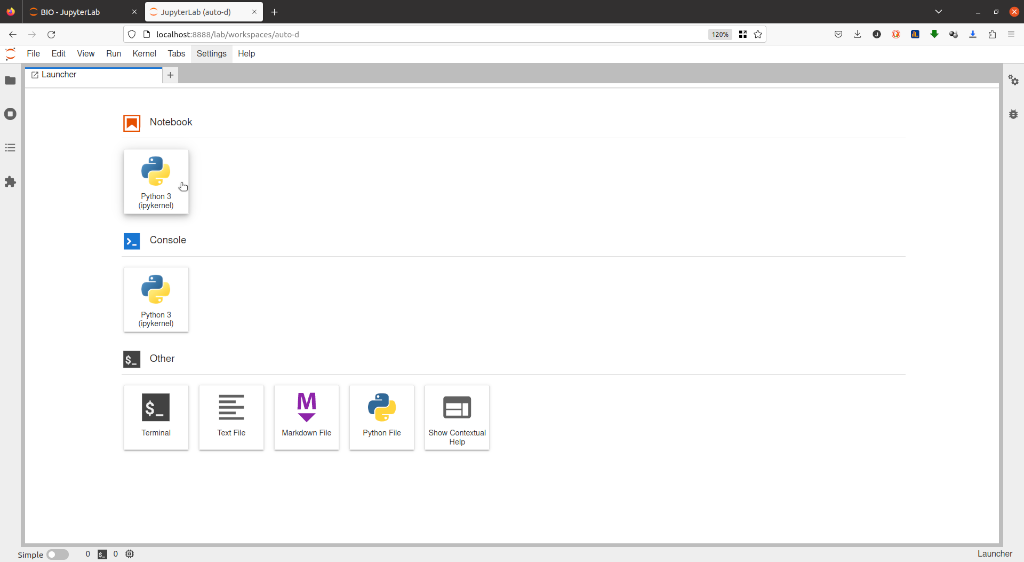 BIO - JupyterLab
JupyterLab (auto-d)
localhost:8888/lab/workspaces/auto-d
120%
File Edit View Run Kernel Tabs Settings Help
Launcher
Notebook
Python 3
(ipykernel)
Console
Python 3
(ipykernel)
Other
$_
Terminal
Text File
M
Markdown File
Python File
Show Contextual
Help
Simple
0
$_
0
Launcher